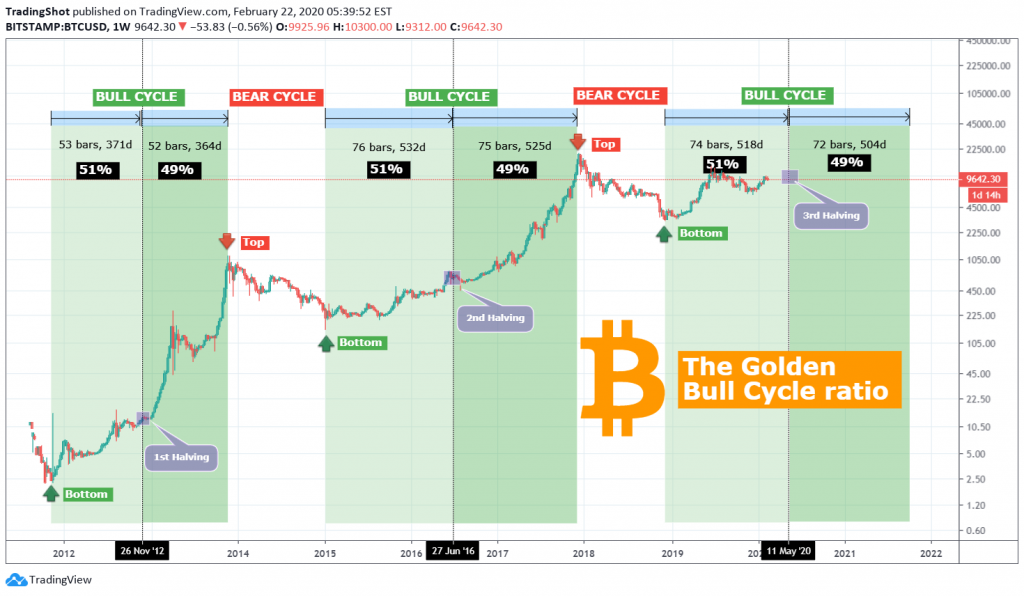 TradingShot published on TradingView.com, February 22, 2020 05:39:52 EST
BITSTAMP:BTCUSD, 1W 9642.30 ▼ −53.83 (−0.56%) O:9925.96 H:10300.00 L:9312.00 C:9642.30
BULL CYCLE
BEAR CYCLE
BULL CYCLE
BEAR CYCLE
BULL CYCLE
53 bars, 371d
51%
52 bars, 364d
49%
76 bars, 532d
51%
75 bars, 525d
49%
74 bars, 518d
51%
72 bars, 504d
49%
Top
Top
Bottom
Bottom
Bottom
1st Halving
2nd Halving
3rd Halving
The Golden
Bull Cycle ratio
450000.00
225000.00
105000.00
45000.00
22500.00
9642.30
1d 14h
4500.00
2250.00
1050.00
450.00
225.00
105.00
45.00
22.50
10.50
5.00
2.50
1.20
0.60
2012
26 Nov '12
2014
2015
2016
27 Jun '16
2017
2018
2019
11 May '20
2021
2022
TradingView